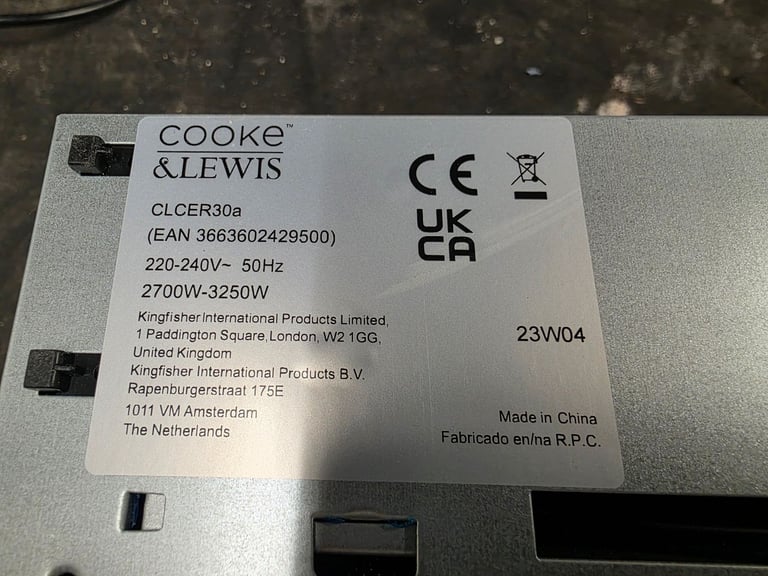 COOKe™
&LEWIS
CLCER30a
(EAN 3663602429500)
220-240V~ 50Hz
2700W-3250W
Kingfisher International Products Limited,
1 Paddington Square, London, W2 1GG,
United Kingdom
Kingfisher International Products B.V.
Rapenburgerstraat 175E
1011 VM Amsterdam
The Netherlands
CE
UK
CA
23W04
Made in China
Fabricado en/na R.P.C.